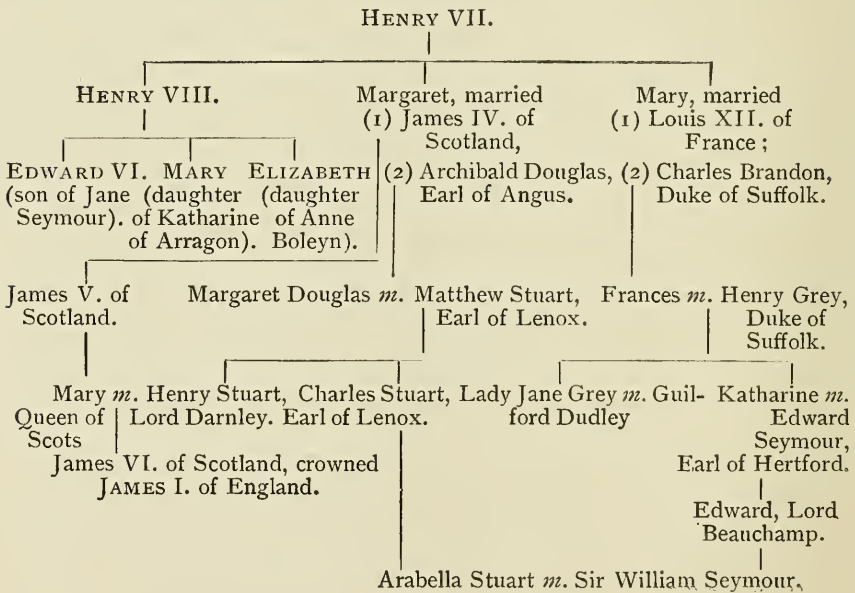 HENRY VII.
HENRY VIII.
Margaret, married
(1) James IV. of
Scotland,
(2) Archibald Douglas,
Earl of Angus.
Mary, married
(1) Louis XII. of
France ;
(2) Charles Brandon,
Duke of Suffolk.
EDWARD VI.
(son of Jane
Seymour).
MARY
(daughter
of Katharine
of Arragon).
ELIZABETH
(daughter
of Anne
Boleyn).
James V. of
Scotland.
Margaret Douglas m. Matthew Stuart,
Earl of Lenox.
Frances m. Henry Grey,
Duke of
Suffolk.
Mary m. Henry Stuart,
Queen of
Scots
Lord Darnley.
Charles Stuart,
Earl of Lenox.
Lady Jane Grey m. Guil-
ford Dudley
Katharine m.
Edward
Seymour,
Earl of Hertford.
James VI. of Scotland, crowned
JAMES I. of England.
Edward, Lord
Beauchamp.
Arabella Stuart m. Sir William Seymour,